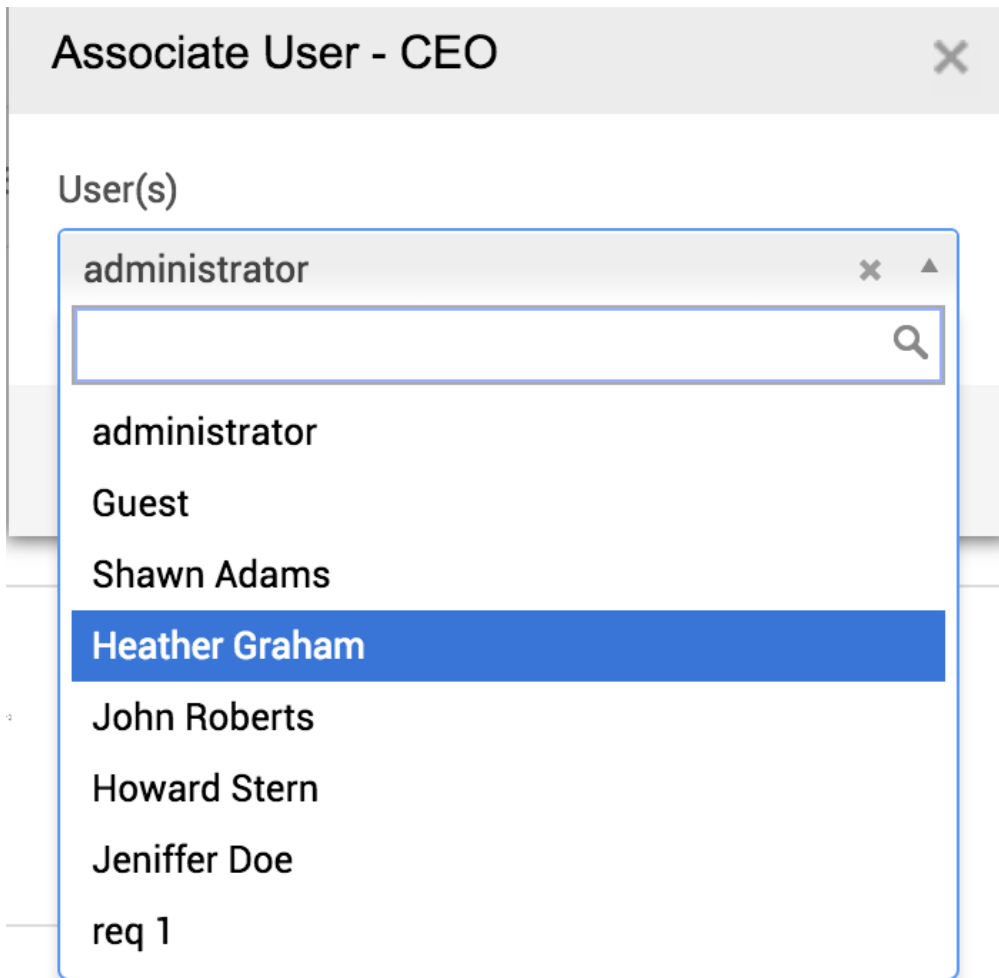 Associate User - CEO
User(s)
administrator
administrator
Guest
Shawn Adams
Heather Graham
John Roberts
Howard Stern
Jeniffer Doe
req 1